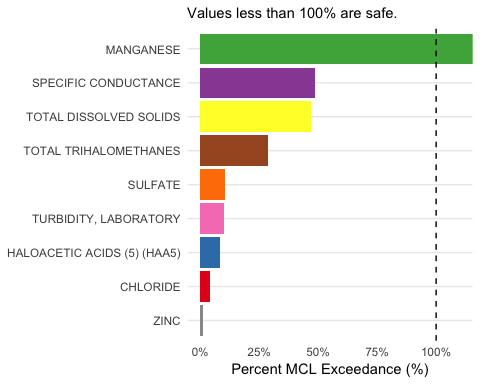 Values less than 100% are safe.
MANGANESE
SPECIFIC CONDUCTANCE
TOTAL DISSOLVED SOLIDS
TOTAL TRIHALOMETHANES
SULFATE
TURBIDITY, LABORATORY
HALOACETIC ACIDS (5) (HAA5)
CHLORIDE
ZINC
0% 25% 50% 75% 100%
Percent MCL Exceedance (%)